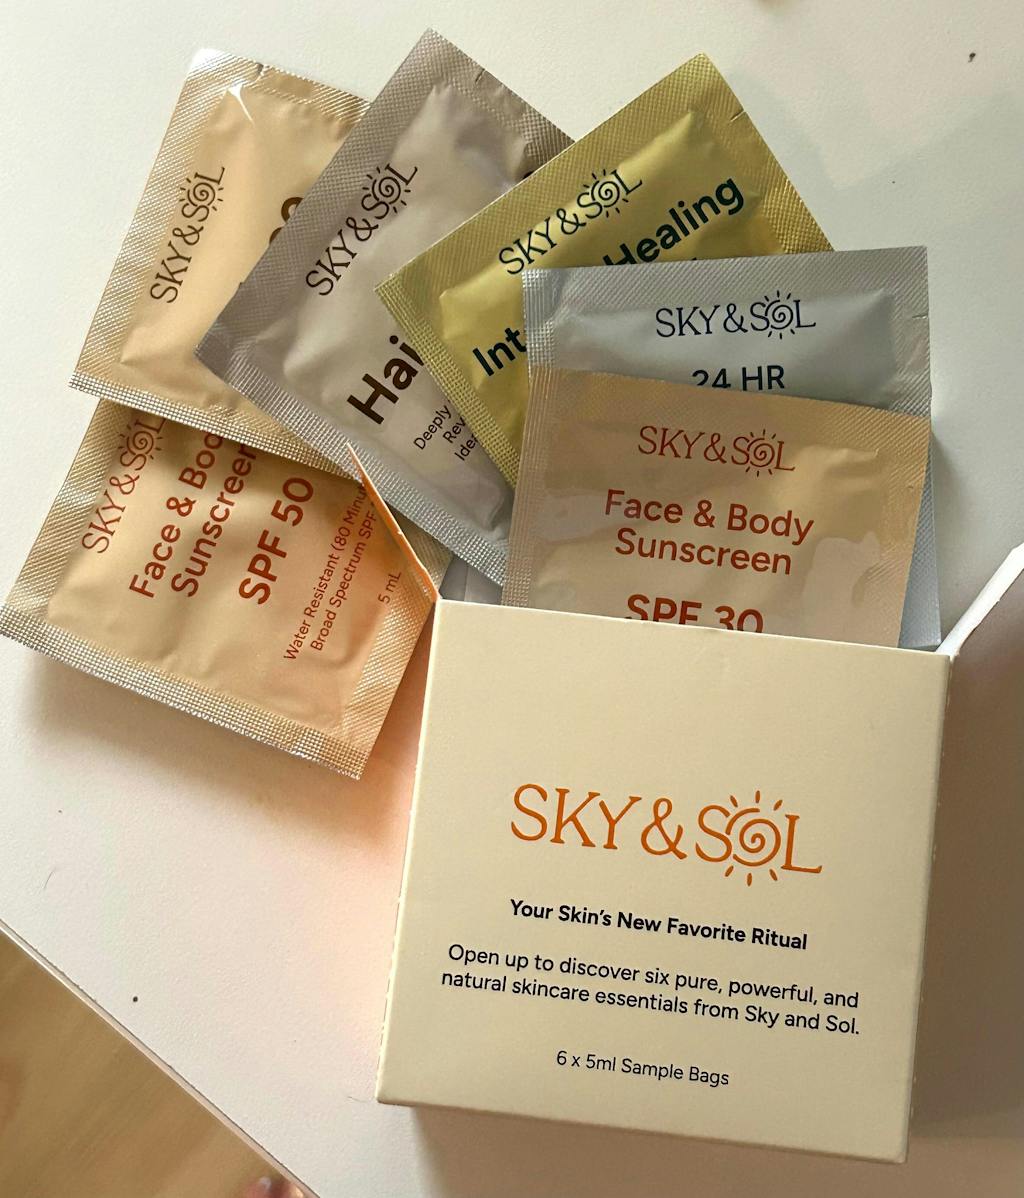 SKY & SOL
SKY & SOL
Hai
Deeply
Rev
Idea
SKY & SOL
Healing
Int
SKY & SOL
24 HR
SKY & SOL
Face & Body
Sunscreen
SPF 30
SKY & SOL
Face & Bod
Sunscreen
SPF 50
Water Resistant (80 Minu
Broad Spectrum SPF
5 mL
SKY & SOL
Your Skin's New Favorite Ritual
Open up to discover six pure, powerful, and
natural skincare essentials from Sky and Sol.
6 x 5ml Sample Bags